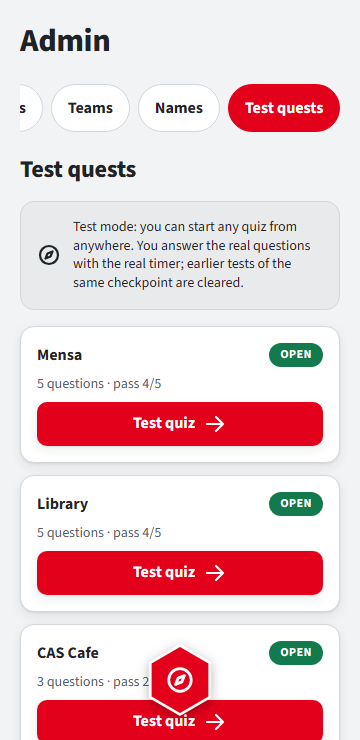 Admin
s
Teams
Names
Test quests
Test quests
Test mode: you can start any quiz from
anywhere. You answer the real questions
with the real timer; earlier tests of the
same checkpoint are cleared.
Mensa
OPEN
5 questions · pass 4/5
Test quiz
Library
OPEN
5 questions · pass 4/5
Test quiz
CAS Cafe
OPEN
3 questions · pass 2
Test quiz